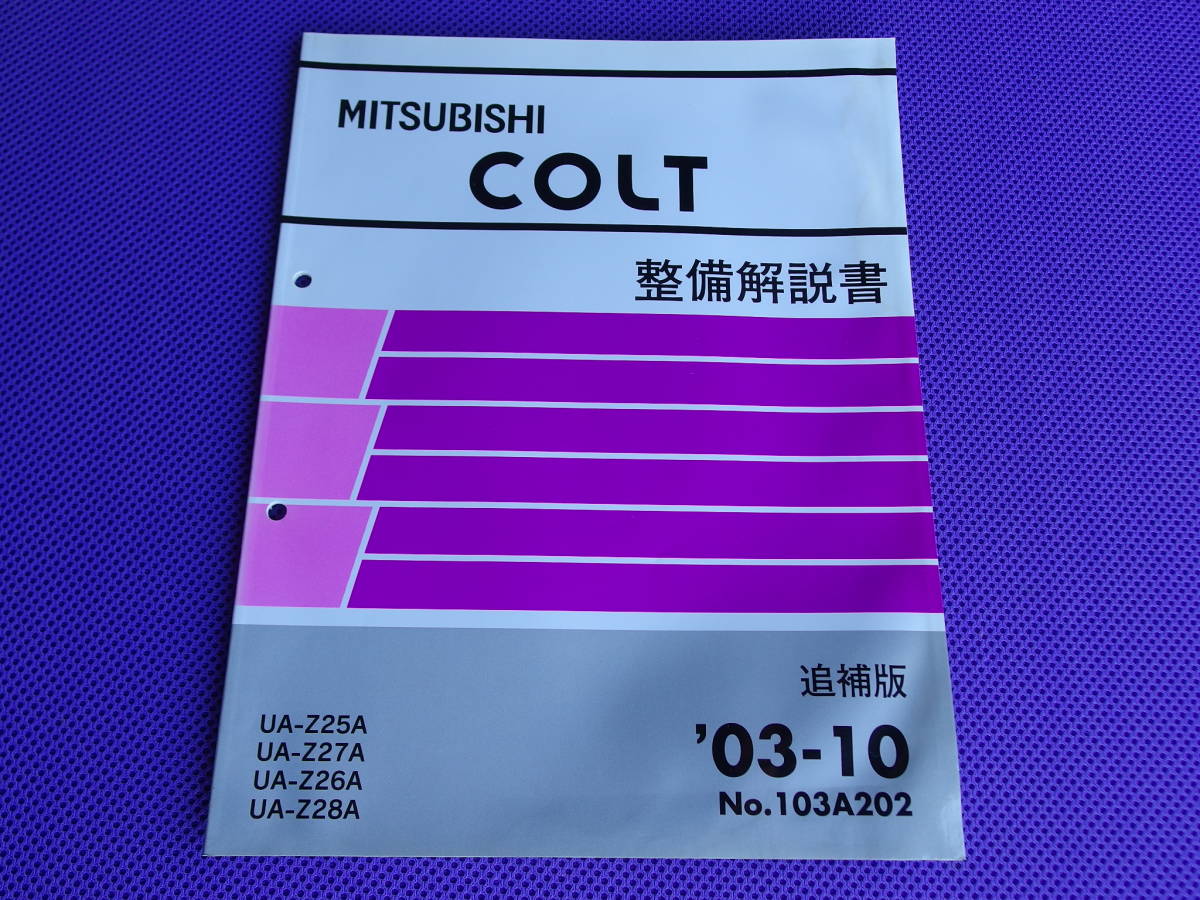 MITSUBISHI
COLT
整備解説書
追補版
UA-Z25A
UA-Z27A
UA-Z26A
UA-Z28A
'03-10
No.103A202